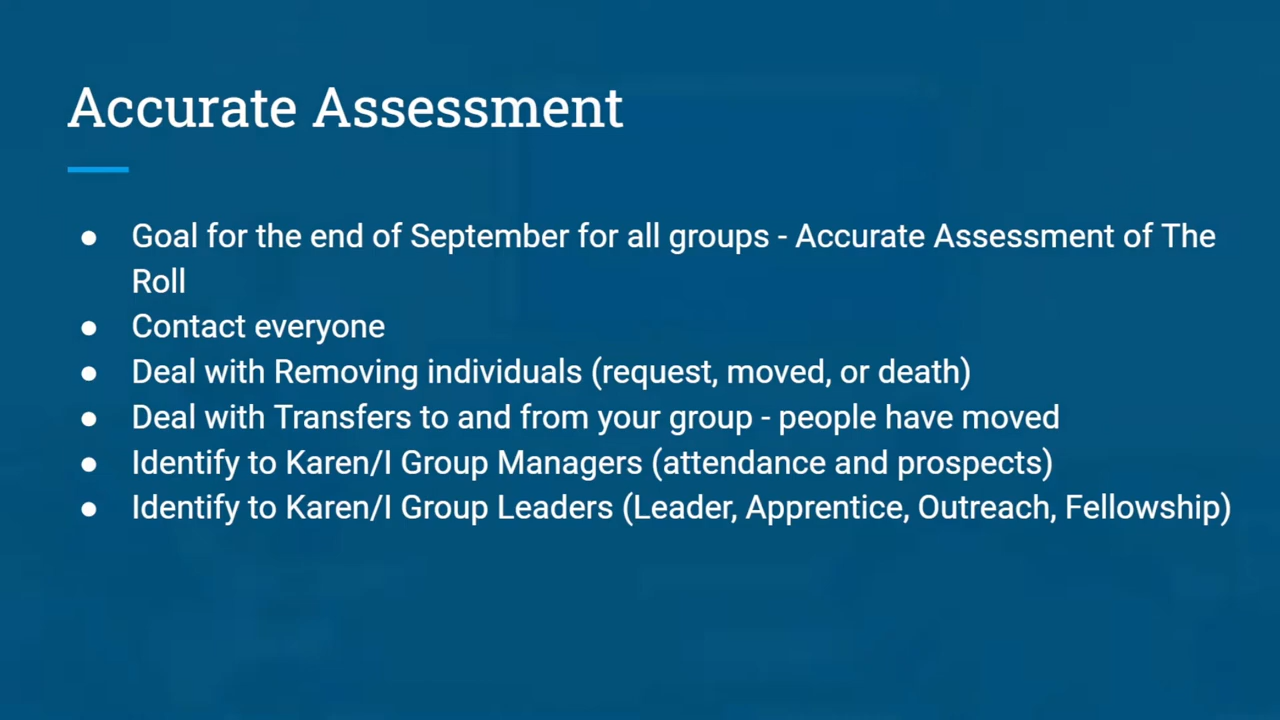 Accurate Assessment
● Goal for the end of September for all groups - Accurate Assessment of The
Roll
● Contact everyone
● Deal with Removing individuals (request, moved, or death)
● Deal with Transfers to and from your group - people have moved
● Identify to Karen/I Group Managers (attendance and prospects)
● Identify to Karen/I Group Leaders (Leader, Apprentice, Outreach, Fellowship)